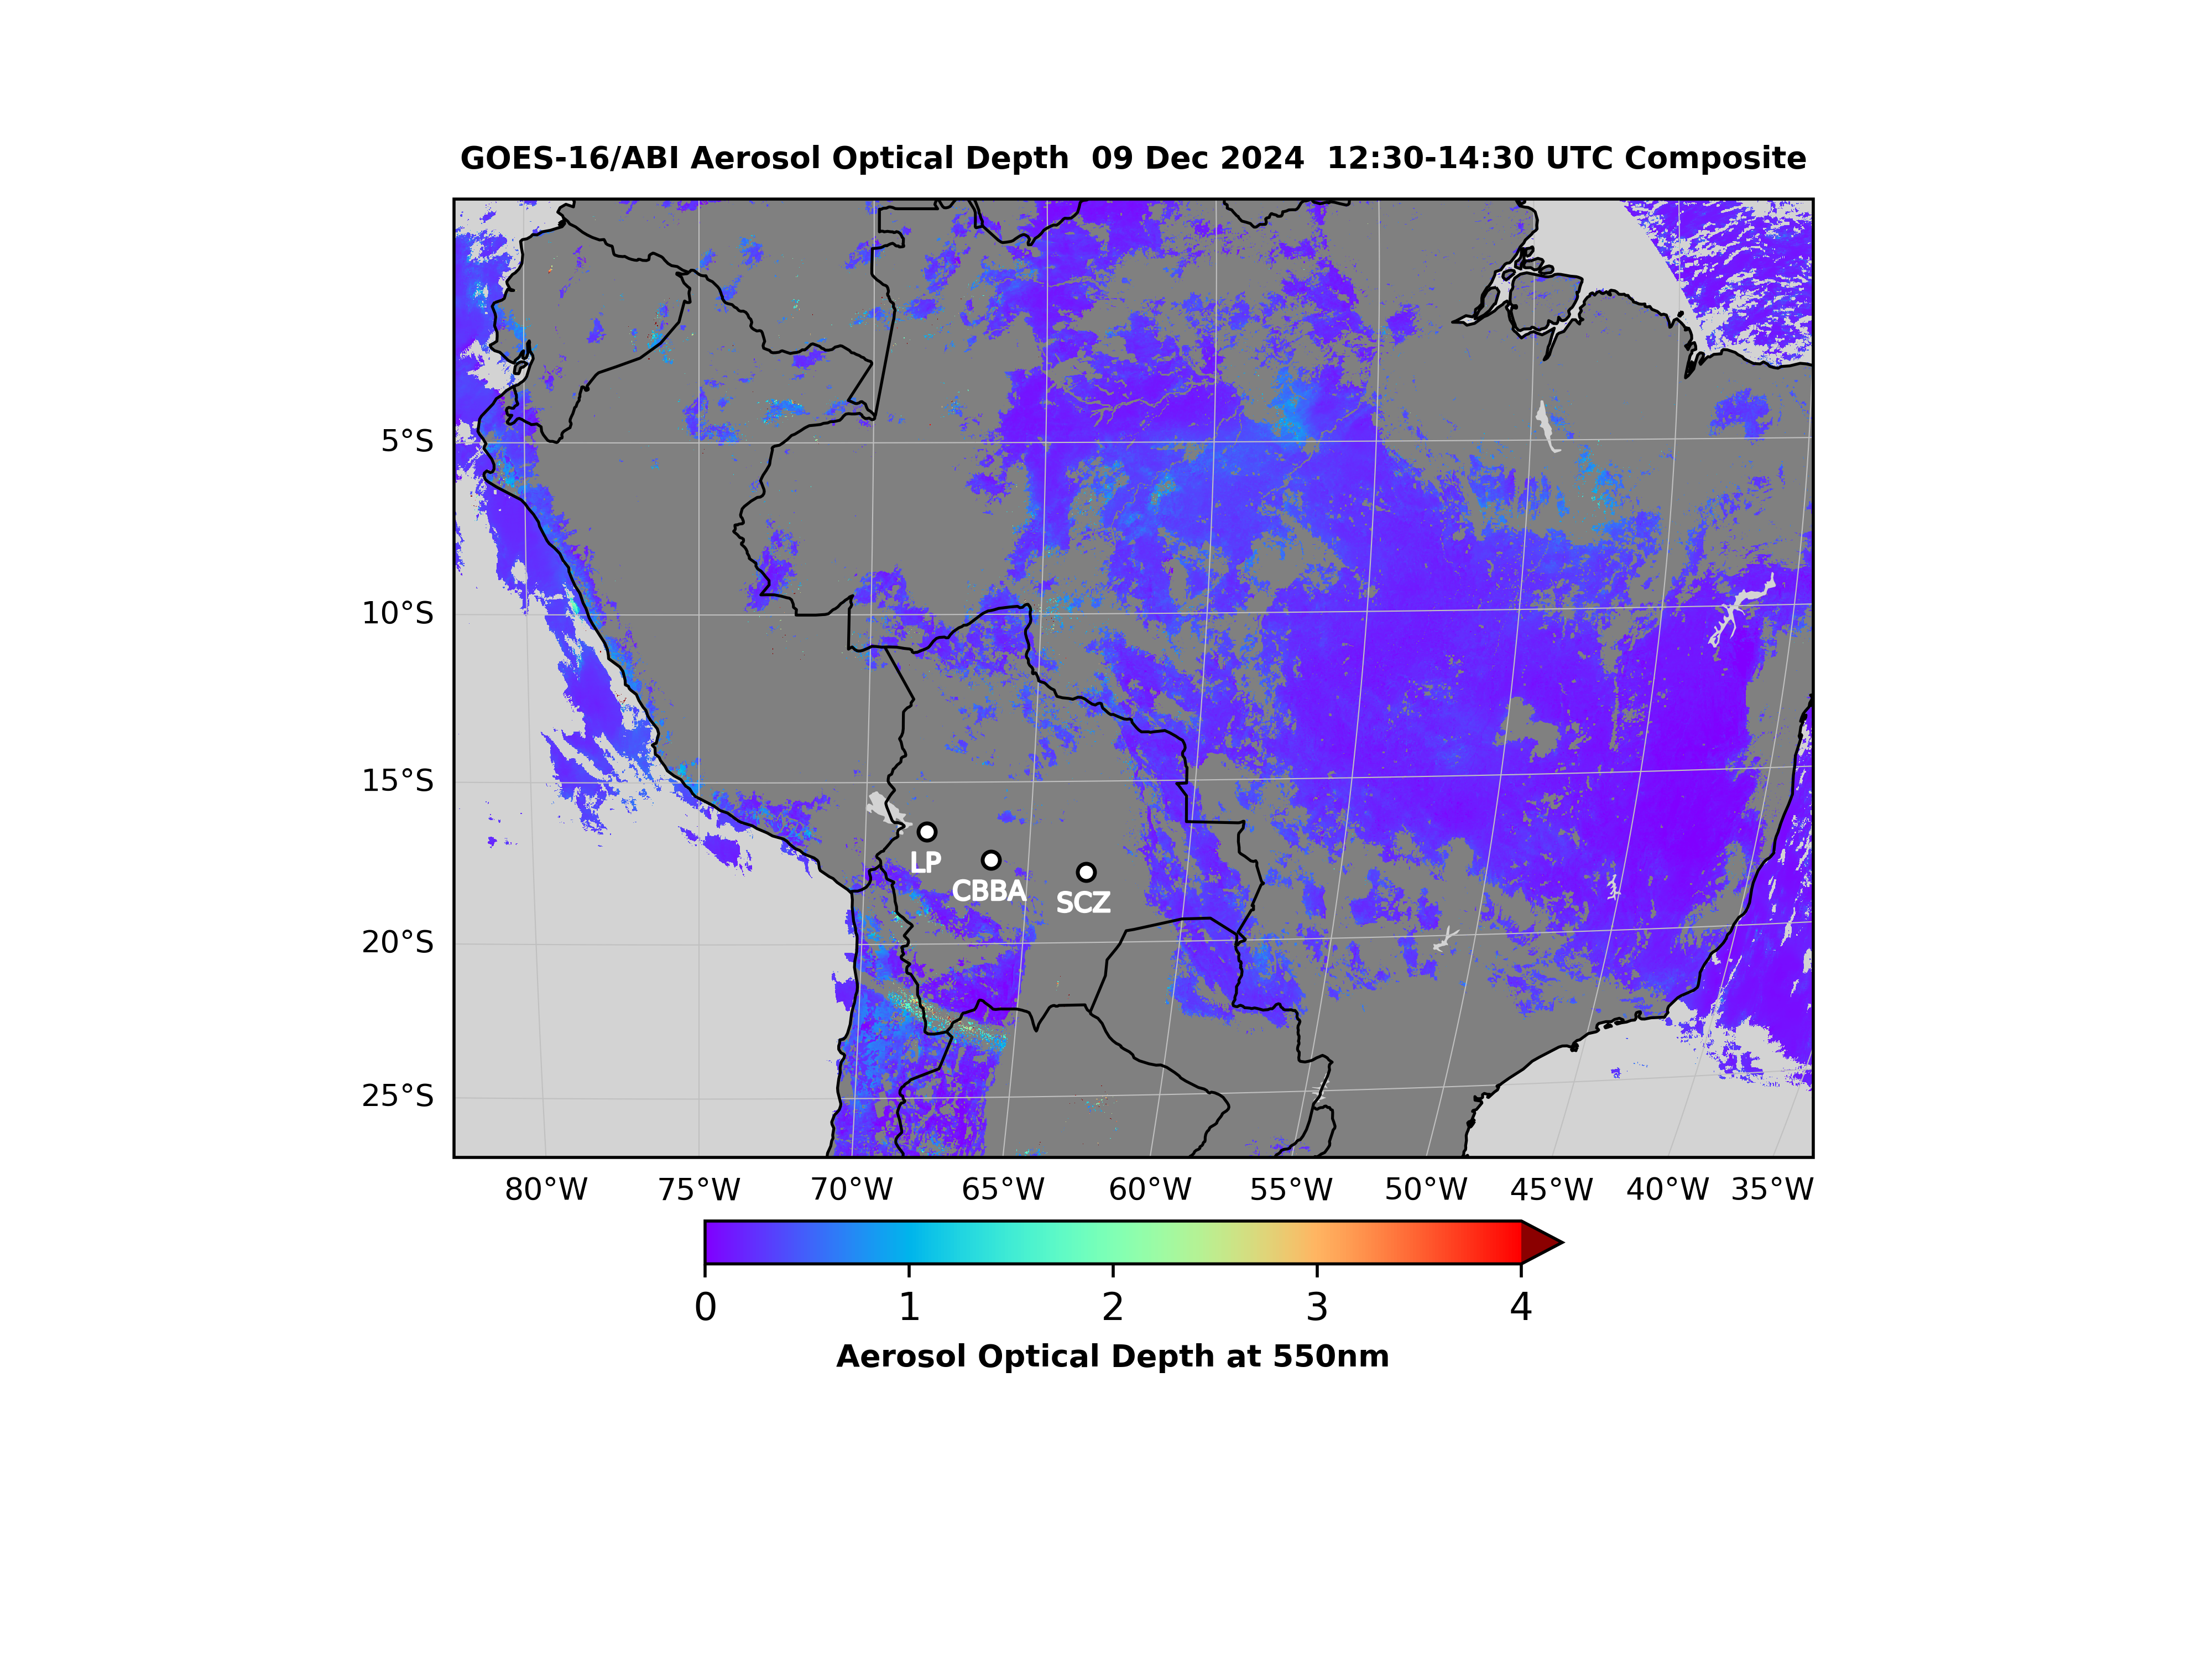 GOES-16/ABI Aerosol Optical Depth  09 Dec 2024  12:30-14:30 UTC Composite
5°S
10°S
15°S
20°S
25°S
LP
CBBA
SCZ
80°W 75°W 70°W 65°W 60°W 55°W 50°W 45°W 40°W 35°W
0 1 2 3 4
Aerosol Optical Depth at 550nm